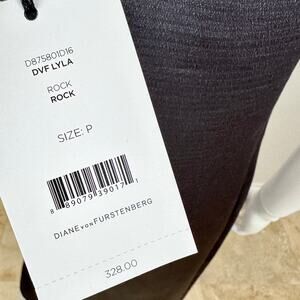 D875801D16
DVF LYLA
ROCK
ROCK
SIZE: P
8 89079 39017 1
DIANE VON FURSTENBERG
328.00